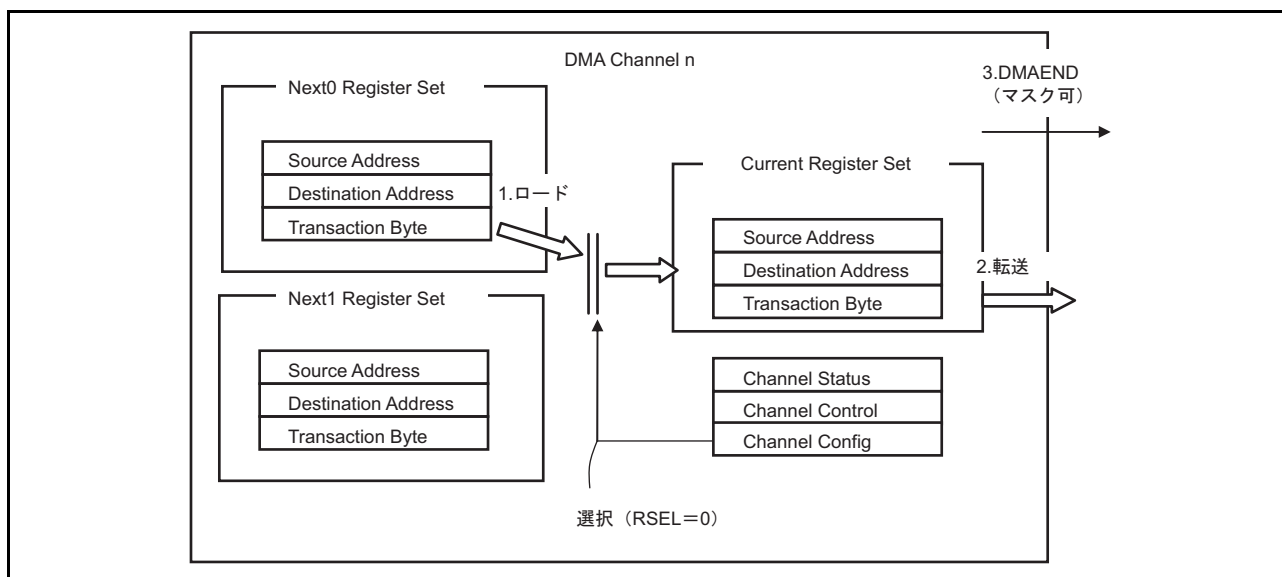 DMA Channel n
Next0 Register Set
Source Address
Destination Address
Transaction Byte
1.ロード
Next1 Register Set
Source Address
Destination Address
Transaction Byte
選択（RSEL＝0）
Current Register Set
Source Address
Destination Address
Transaction Byte
2.転送
Channel Status
Channel Control
Channel Config
3.DMAEND
（マスク可）